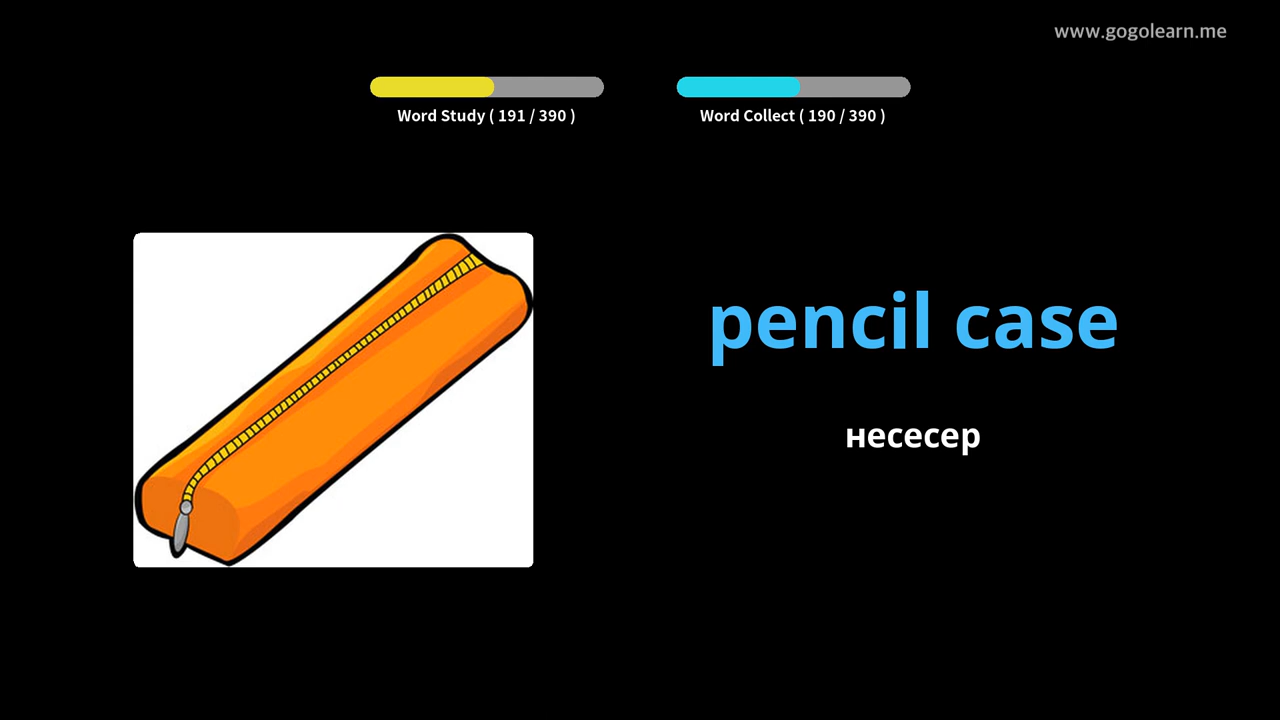 www.gogolearn.me
Word Study ( 191 / 390 )
Word Collect ( 190 / 390 )
pencil case
несесер